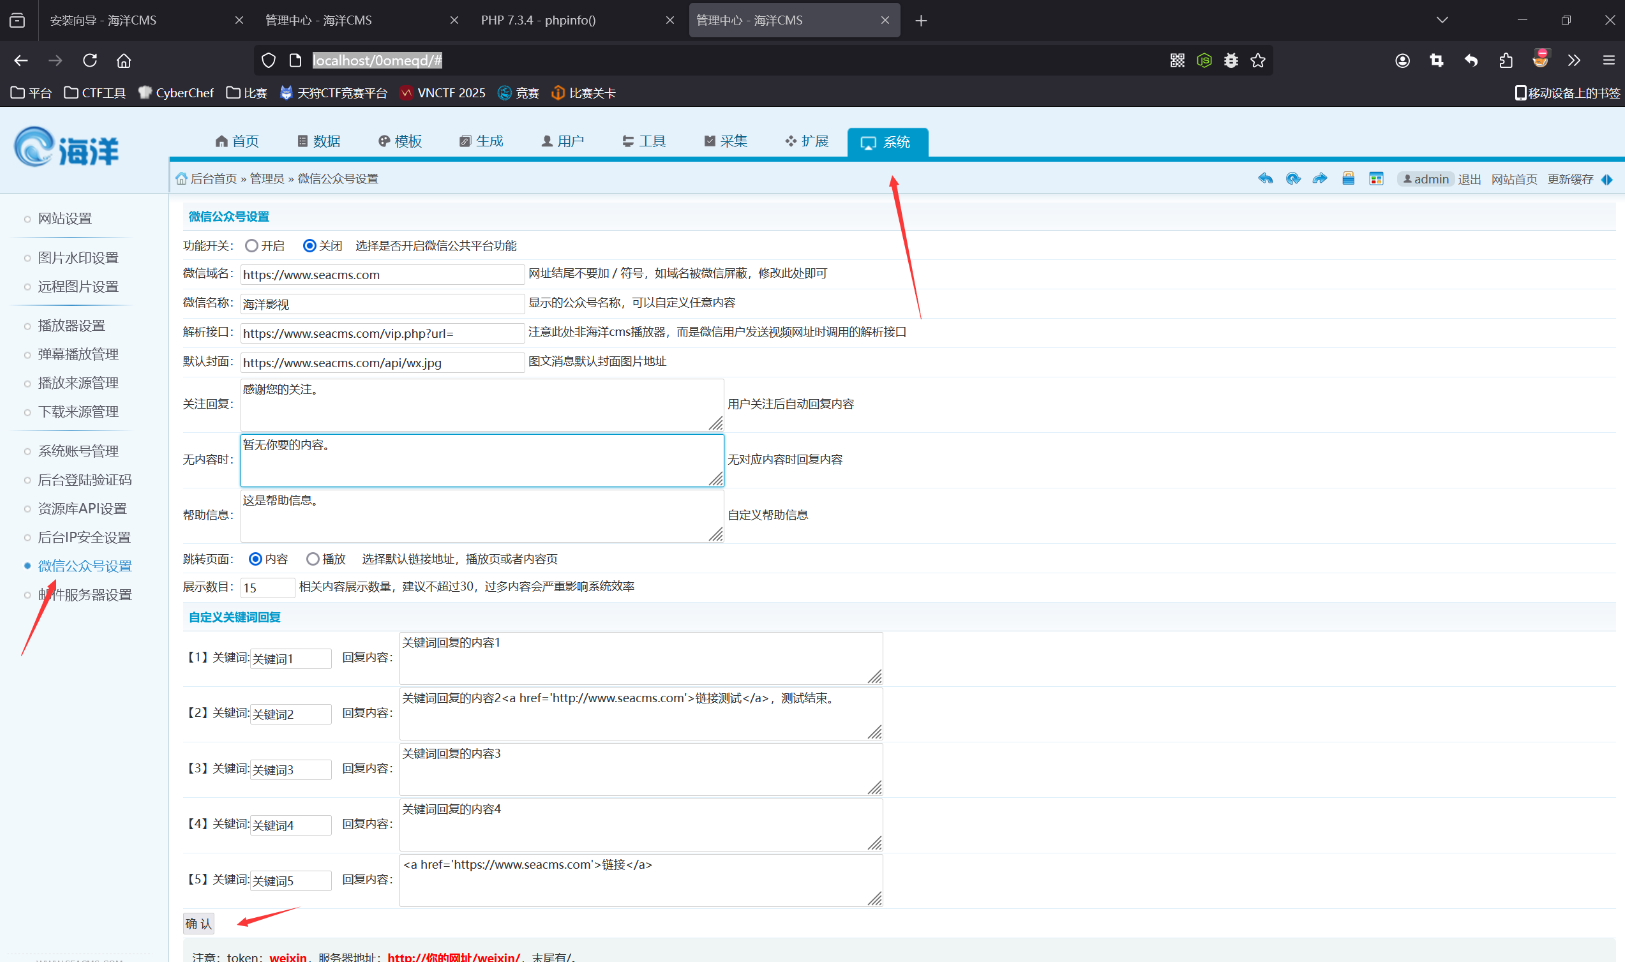 安装向导 - 海洋CMS
管理中心 - 海洋CMS
PHP 7.3.4 - phpinfo()
管理中心 - 海洋CMS
localhost/0omeqd/#
平台
CTF工具
CyberChef
比赛
天狩CTF竞赛平台
VNCTF 2025
竞赛
比赛关卡
移动设备上的书签
海洋
首页
数据
模板
生成
用户
工具
采集
扩展
系统
后台首页 » 管理员 » 微信公众号设置
admin 退出 网站首页 更新缓存
网站设置
图片水印设置
远程图片设置
播放器设置
弹幕播放管理
播放来源管理
下载来源管理
系统账号管理
后台登陆验证码
资源库API设置
后台IP安全设置
微信公众号设置
邮件服务器设置
微信公众号设置
功能开关： 开启 关闭 选择是否开启微信公共平台功能
微信域名： https://www.seacms.com 网址结尾不要加 / 符号，如域名被微信屏蔽，修改此处即可
微信名称： 海洋影视 显示的公众号名称，可以自定义任意内容
解析接口： https://www.seacms.com/vip.php?url= 注意此处非海洋cms播放器，而是微信用户发送视频网址时调用的解析接口
默认封面： https://www.seacms.com/api/wx.jpg 图文消息默认封面图片地址
关注回复： 感谢您的关注。 用户关注后自动回复内容
无内容时： 暂无你要的内容。 无对应内容时回复内容
帮助信息： 这是帮助信息。 自定义帮助信息
跳转页面： 内容 播放 选择默认链接地址，播放页或者内容页
展示数目： 15 相关内容展示数量，建议不超过30，过多内容会严重影响系统效率
自定义关键词回复
【1】关键词: 关键词1 回复内容： 关键词回复的内容1
【2】关键词: 关键词2 回复内容： 关键词回复的内容2<a href='http://www.seacms.com'>链接测试</a>，测试结束。
【3】关键词: 关键词3 回复内容： 关键词回复的内容3
【4】关键词: 关键词4 回复内容： 关键词回复的内容4
【5】关键词: 关键词5 回复内容： <a href='https://www.seacms.com'>链接</a>
确 认
注意：token：weixin，服务器地址：http://你的网址/weixin/，末尾有/。